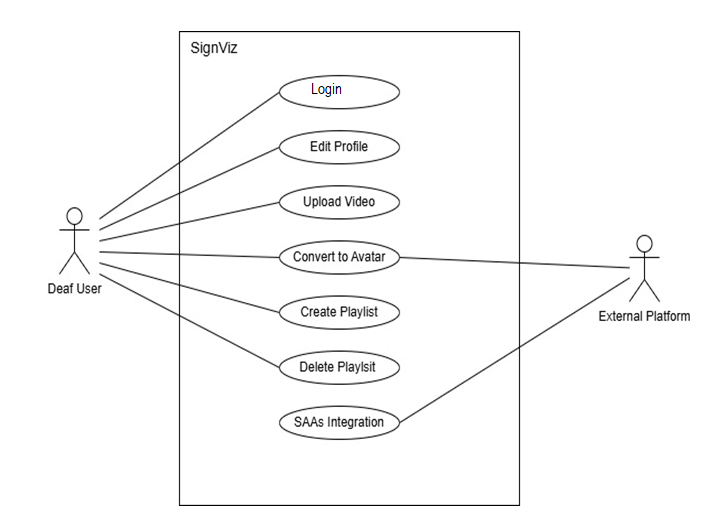 SignViz
Login
Edit Profile
Upload Video
Convert to Avatar
Deaf User
External Platform
Create Playlist
Delete Playlsit
SAAs Integration